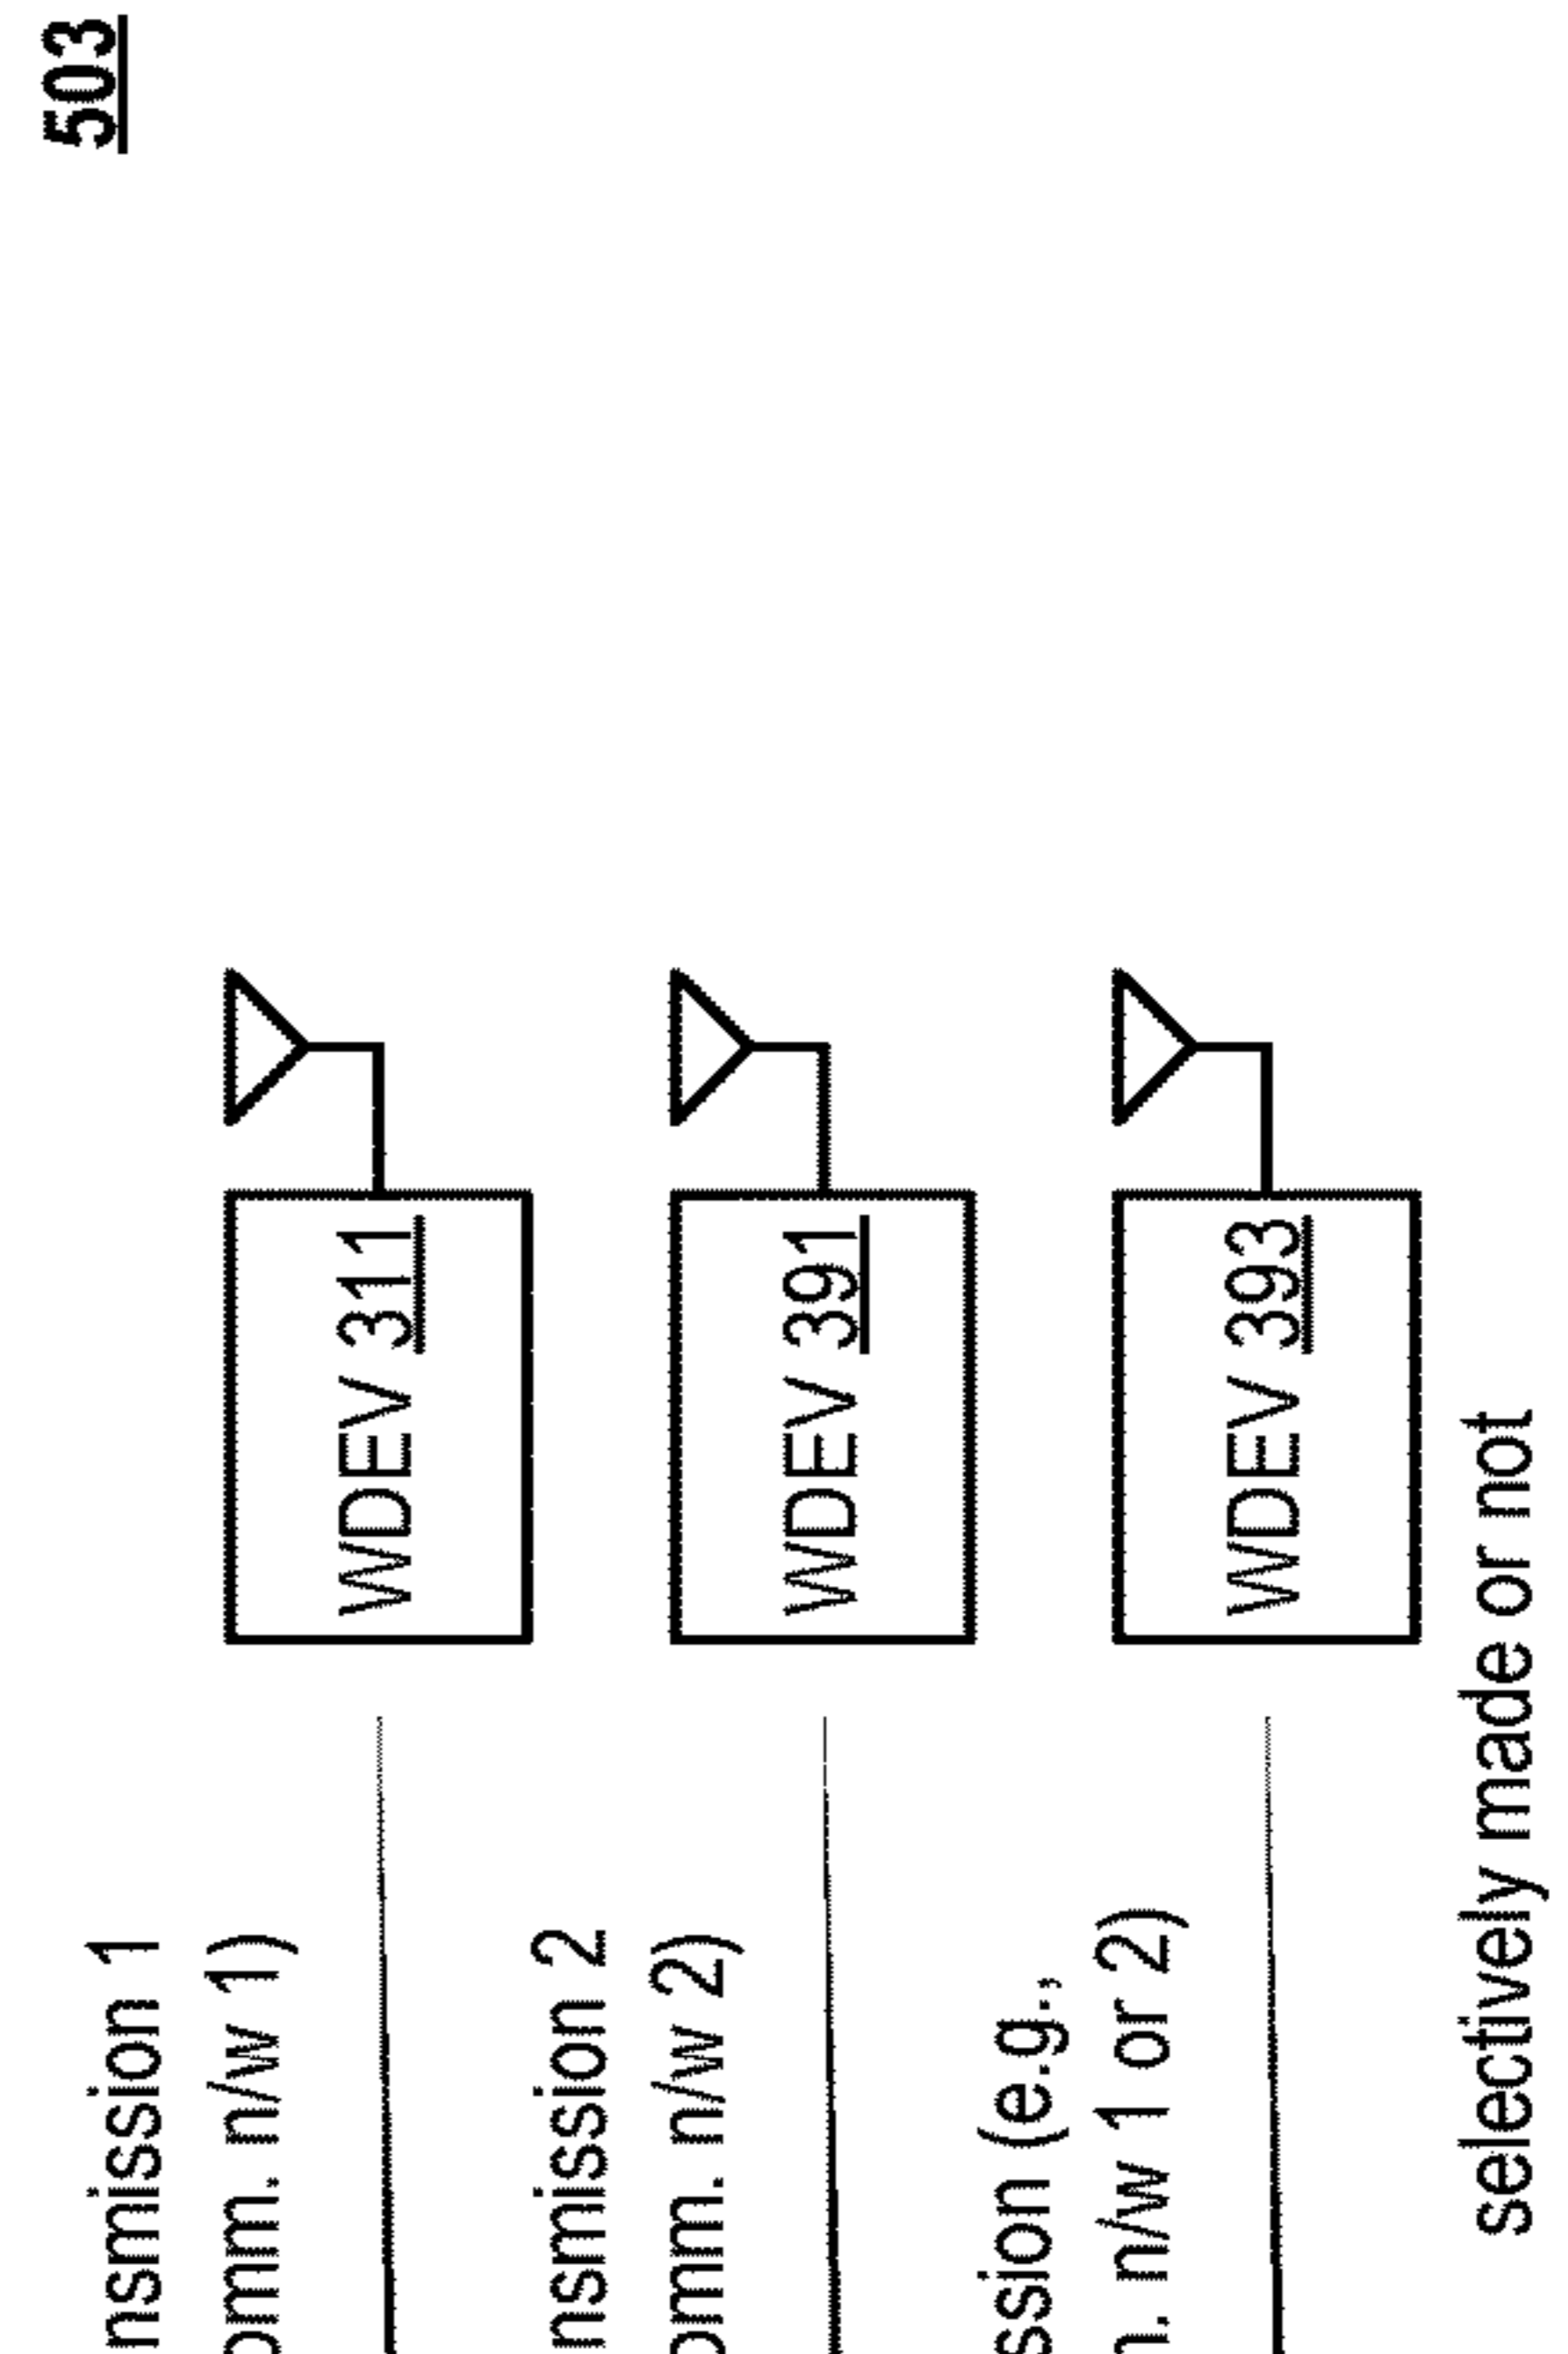 503
nsmission 1
omm. n/w 1)
WDEV 311
nsmission 2
omm. n/w 2)
WDEV 391
ssion (e.g.,
n/w 1 or 2)
WDEV 393
selectively made or not